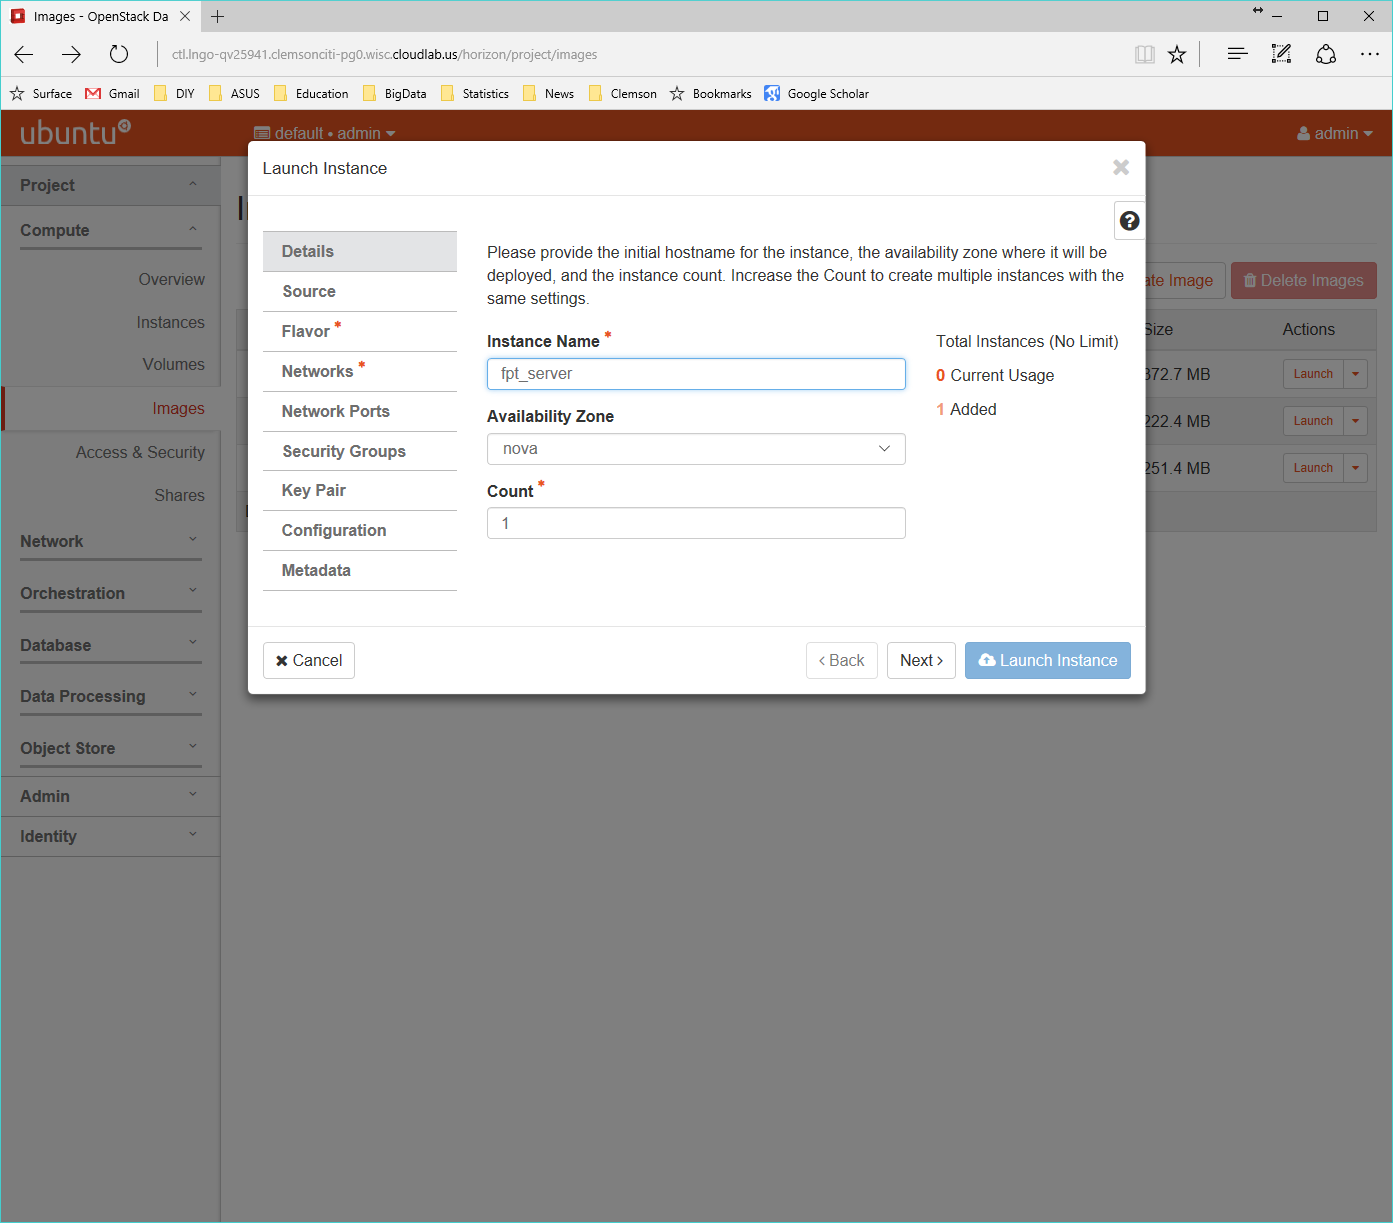 Images - OpenStack Da
ctl.lngo-qv25941.clemsonciti-pg0.wisc.cloudlab.us/horizon/project/images
Surface Gmail DIY ASUS Education BigData Statistics News Clemson Bookmarks Google Scholar
ubuntu default • admin admin
Launch Instance
Project
Compute
Overview
Instances
Volumes
Images
Access & Security
Shares
Network
Orchestration
Database
Data Processing
Object Store
Admin
Identity
Details
Source
Flavor *
Networks *
Network Ports
Security Groups
Key Pair
Configuration
Metadata
Please provide the initial hostname for the instance, the availability zone where it will be
deployed, and the instance count. Increase the Count to create multiple instances with the
same settings.
Instance Name *
fpt_server
Availability Zone
nova
Count *
1
Total Instances (No Limit)
0 Current Usage
1 Added
Cancel
< Back
Next >
Launch Instance
Image Delete Images
Size Actions
372.7 MB Launch
222.4 MB Launch
251.4 MB Launch